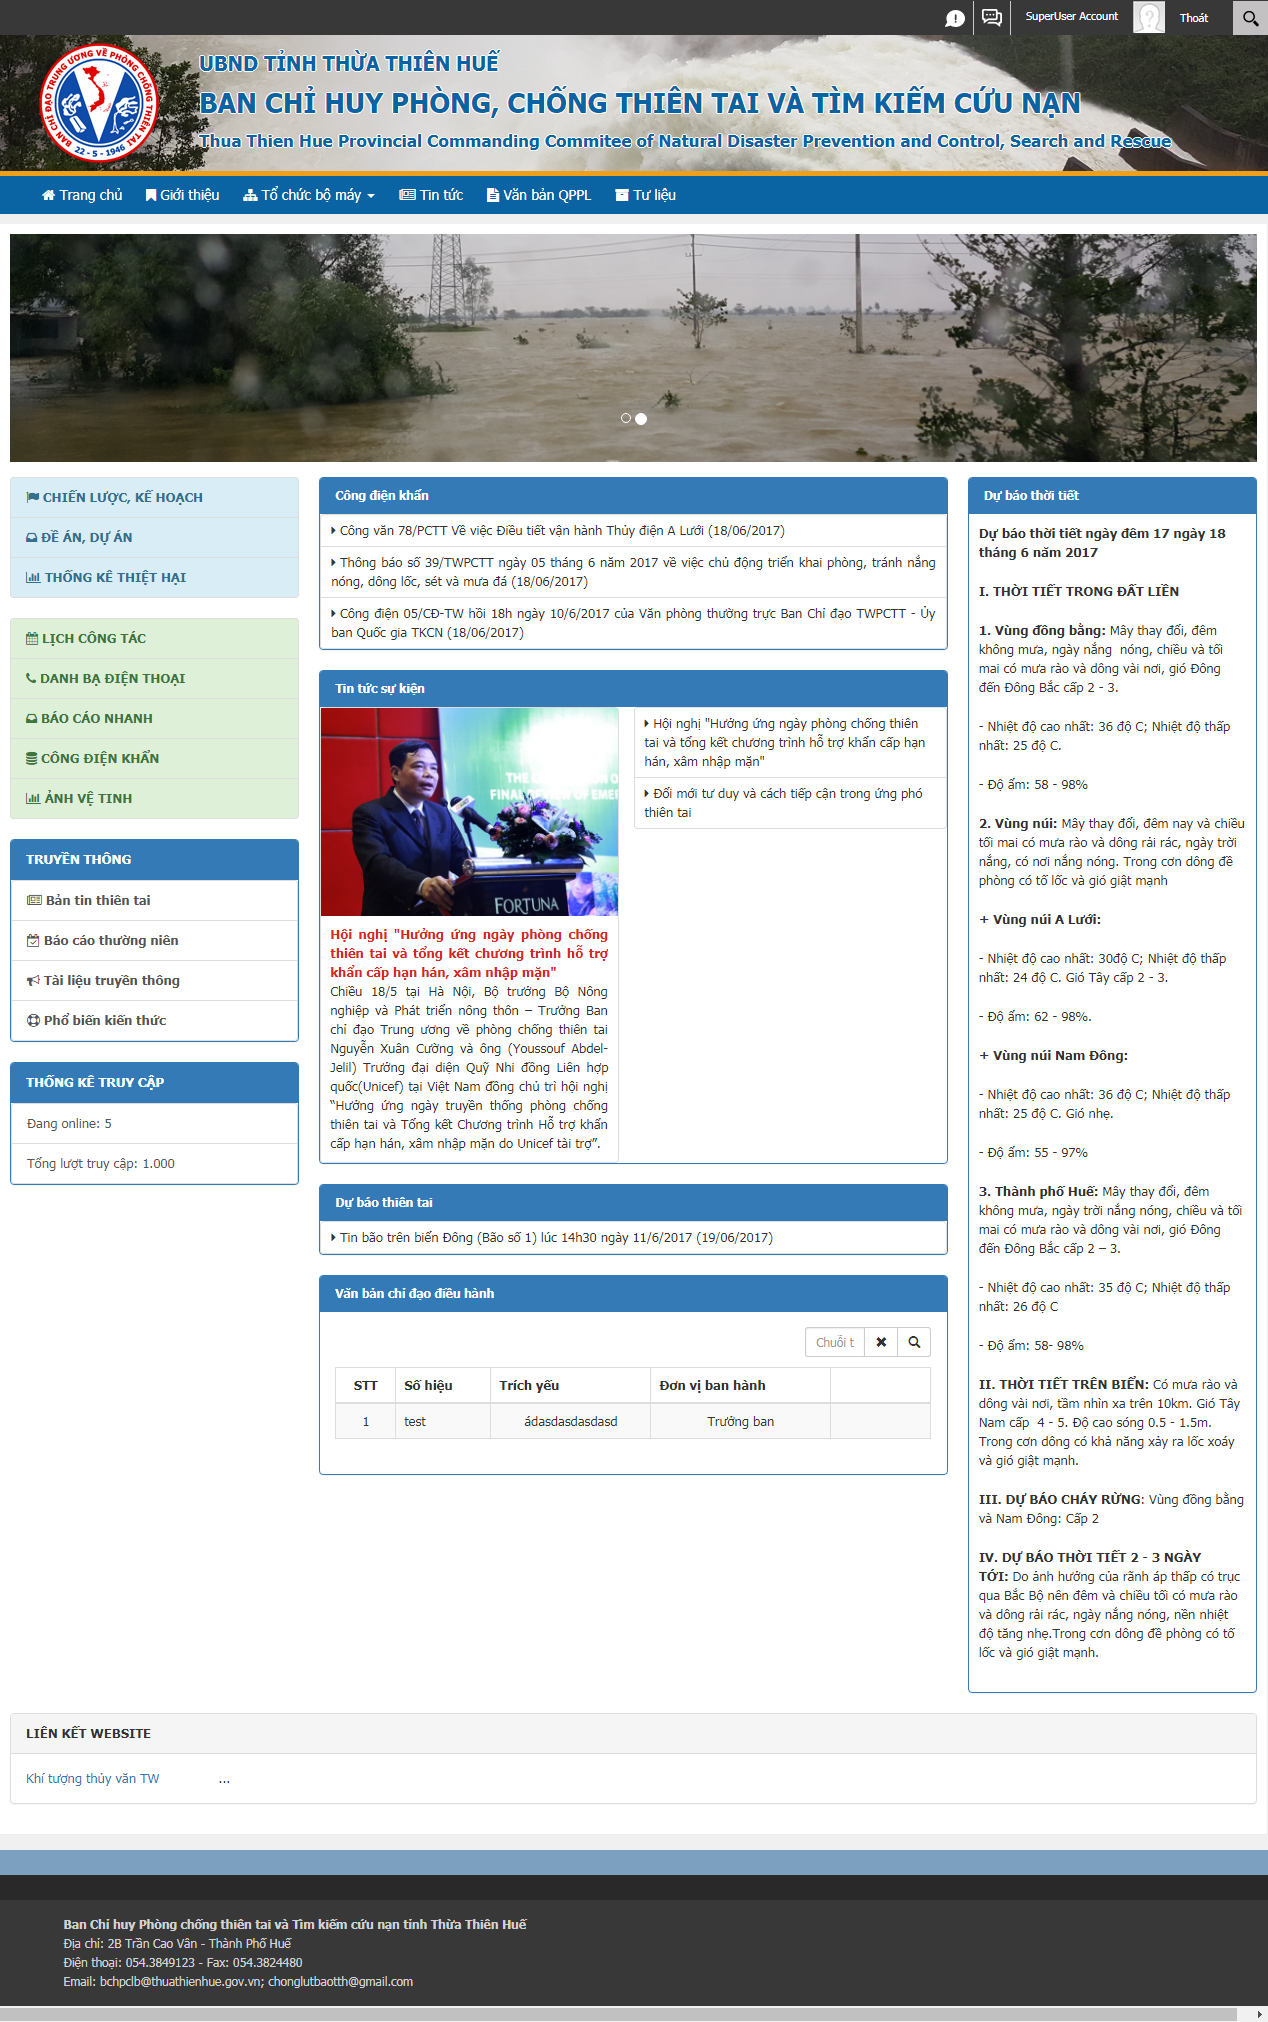 SuperUser Account
Thoát
BAN CHỈ ĐẠO TRUNG ƯƠNG VỀ PHÒNG CHỐNG THIÊN TAI
22 - 5 - 1946
UBND TỈNH THỪA THIÊN HUẾ
BAN CHỈ HUY PHÒNG, CHỐNG THIÊN TAI VÀ TÌM KIẾM CỨU NẠN
Thua Thien Hue Provincial Commanding Commitee of Natural Disaster Prevention and Control, Search and Rescue
Trang chủ
Giới thiệu
Tổ chức bộ máy
Tin tức
Văn bản QPPL
Tư liệu
CHIẾN LƯỢC, KẾ HOẠCH
ĐỀ ÁN, DỰ ÁN
THỐNG KÊ THIỆT HẠI
LỊCH CÔNG TÁC
DANH BẠ ĐIỆN THOẠI
BÁO CÁO NHANH
CÔNG ĐIỆN KHẨN
ẢNH VỆ TINH
TRUYỀN THÔNG
Bản tin thiên tai
Báo cáo thường niên
Tài liệu truyền thông
Phổ biến kiến thức
THỐNG KÊ TRUY CẬP
Đang online: 5
Tổng lượt truy cập: 1.000
Công điện khẩn
Công văn 78/PCTT Về việc Điều tiết vận hành Thủy điện A Lưới (18/06/2017)
Thông báo số 39/TWPCTT ngày 05 tháng 6 năm 2017 về việc chủ động triển khai phòng, tránh nắng
nóng, dông lốc, sét và mưa đá (18/06/2017)
Công điện 05/CĐ-TW hồi 18h ngày 10/6/2017 của Văn phòng thường trực Ban Chỉ đạo TWPCTT - Ủy
ban Quốc gia TKCN (18/06/2017)
Tin tức sự kiện
FORTUNA
Hội nghị "Hưởng ứng ngày phòng chống
thiên tai và tổng kết chương trình hỗ trợ
khẩn cấp hạn hán, xâm nhập mặn"
Chiều 18/5 tại Hà Nội, Bộ trưởng Bộ Nông
nghiệp và Phát triển nông thôn – Trưởng Ban
chỉ đạo Trung ương về phòng chống thiên tai
Nguyễn Xuân Cường và ông (Youssouf Abdel-
Jelil) Trưởng đại diện Quỹ Nhi đồng Liên hợp
quốc(Unicef) tại Việt Nam đồng chủ trì hội nghị
“Hưởng ứng ngày truyền thống phòng chống
thiên tai và Tổng kết Chương trình Hỗ trợ khẩn
cấp hạn hán, xâm nhập mặn do Unicef tài trợ”.
Hội nghị "Hưởng ứng ngày phòng chống thiên
tai và tổng kết chương trình hỗ trợ khẩn cấp hạn
hán, xâm nhập mặn"
Đổi mới tư duy và cách tiếp cận trong ứng phó
thiên tai
Dự báo thiên tai
Tin bão trên biển Đông (Bão số 1) lúc 14h30 ngày 11/6/2017 (19/06/2017)
Văn bản chỉ đạo điều hành
Chuỗi t
STT Số hiệu Trích yếu Đơn vị ban hành
1 test ádasdasdasdasd Trưởng ban
Dự báo thời tiết
Dự báo thời tiết ngày đêm 17 ngày 18
tháng 6 năm 2017
I. THỜI TIẾT TRONG ĐẤT LIỀN
1. Vùng đồng bằng: Mây thay đổi, đêm
không mưa, ngày nắng nóng, chiều và tối
mai có mưa rào và dông vài nơi, gió Đông
đến Đông Bắc cấp 2 - 3.
- Nhiệt độ cao nhất: 36 độ C; Nhiệt độ thấp
nhất: 25 độ C.
- Độ ẩm: 58 - 98%
2. Vùng núi: Mây thay đổi, đêm nay và chiều
tối mai có mưa rào và dông rải rác, ngày trời
nắng, có nơi nắng nóng. Trong cơn dông đề
phòng có tố lốc và gió giật mạnh
+ Vùng núi A Lưới:
- Nhiệt độ cao nhất: 30độ C; Nhiệt độ thấp
nhất: 24 độ C. Gió Tây cấp 2 - 3.
- Độ ẩm: 62 - 98%.
+ Vùng núi Nam Đông:
- Nhiệt độ cao nhất: 36 độ C; Nhiệt độ thấp
nhất: 25 độ C. Gió nhẹ.
- Độ ẩm: 55 - 97%
3. Thành phố Huế: Mây thay đổi, đêm
không mưa, ngày trời nắng nóng, chiều và tối
mai có mưa rào và dông vài nơi, gió Đông
đến Đông Bắc cấp 2 – 3.
- Nhiệt độ cao nhất: 35 độ C; Nhiệt độ thấp
nhất: 26 độ C
- Độ ẩm: 58- 98%
II. THỜI TIẾT TRÊN BIỂN: Có mưa rào và
dông vài nơi, tầm nhìn xa trên 10km. Gió Tây
Nam cấp 4 - 5. Độ cao sóng 0.5 - 1.5m.
Trong cơn dông có khả năng xảy ra lốc xoáy
và gió giật mạnh.
III. DỰ BÁO CHÁY RỪNG: Vùng đồng bằng
và Nam Đông: Cấp 2
IV. DỰ BÁO THỜI TIẾT 2 - 3 NGÀY
TỚI: Do ảnh hưởng của rãnh áp thấp có trục
qua Bắc Bộ nên đêm và chiều tối có mưa rào
và dông rải rác, ngày nắng nóng, nền nhiệt
độ tăng nhẹ.Trong cơn dông đề phòng có tố
lốc và gió giật mạnh.
LIÊN KẾT WEBSITE
Khí tượng thủy văn TW ...
Ban Chỉ huy Phòng chống thiên tai và Tìm kiếm cứu nạn tỉnh Thừa Thiên Huế
Địa chỉ: 2B Trần Cao Vân - Thành Phố Huế
Điện thoại: 054.3849123 - Fax: 054.3824480
Email: bchpclb@thuathienhue.gov.vn; chonglutbaotth@gmail.com